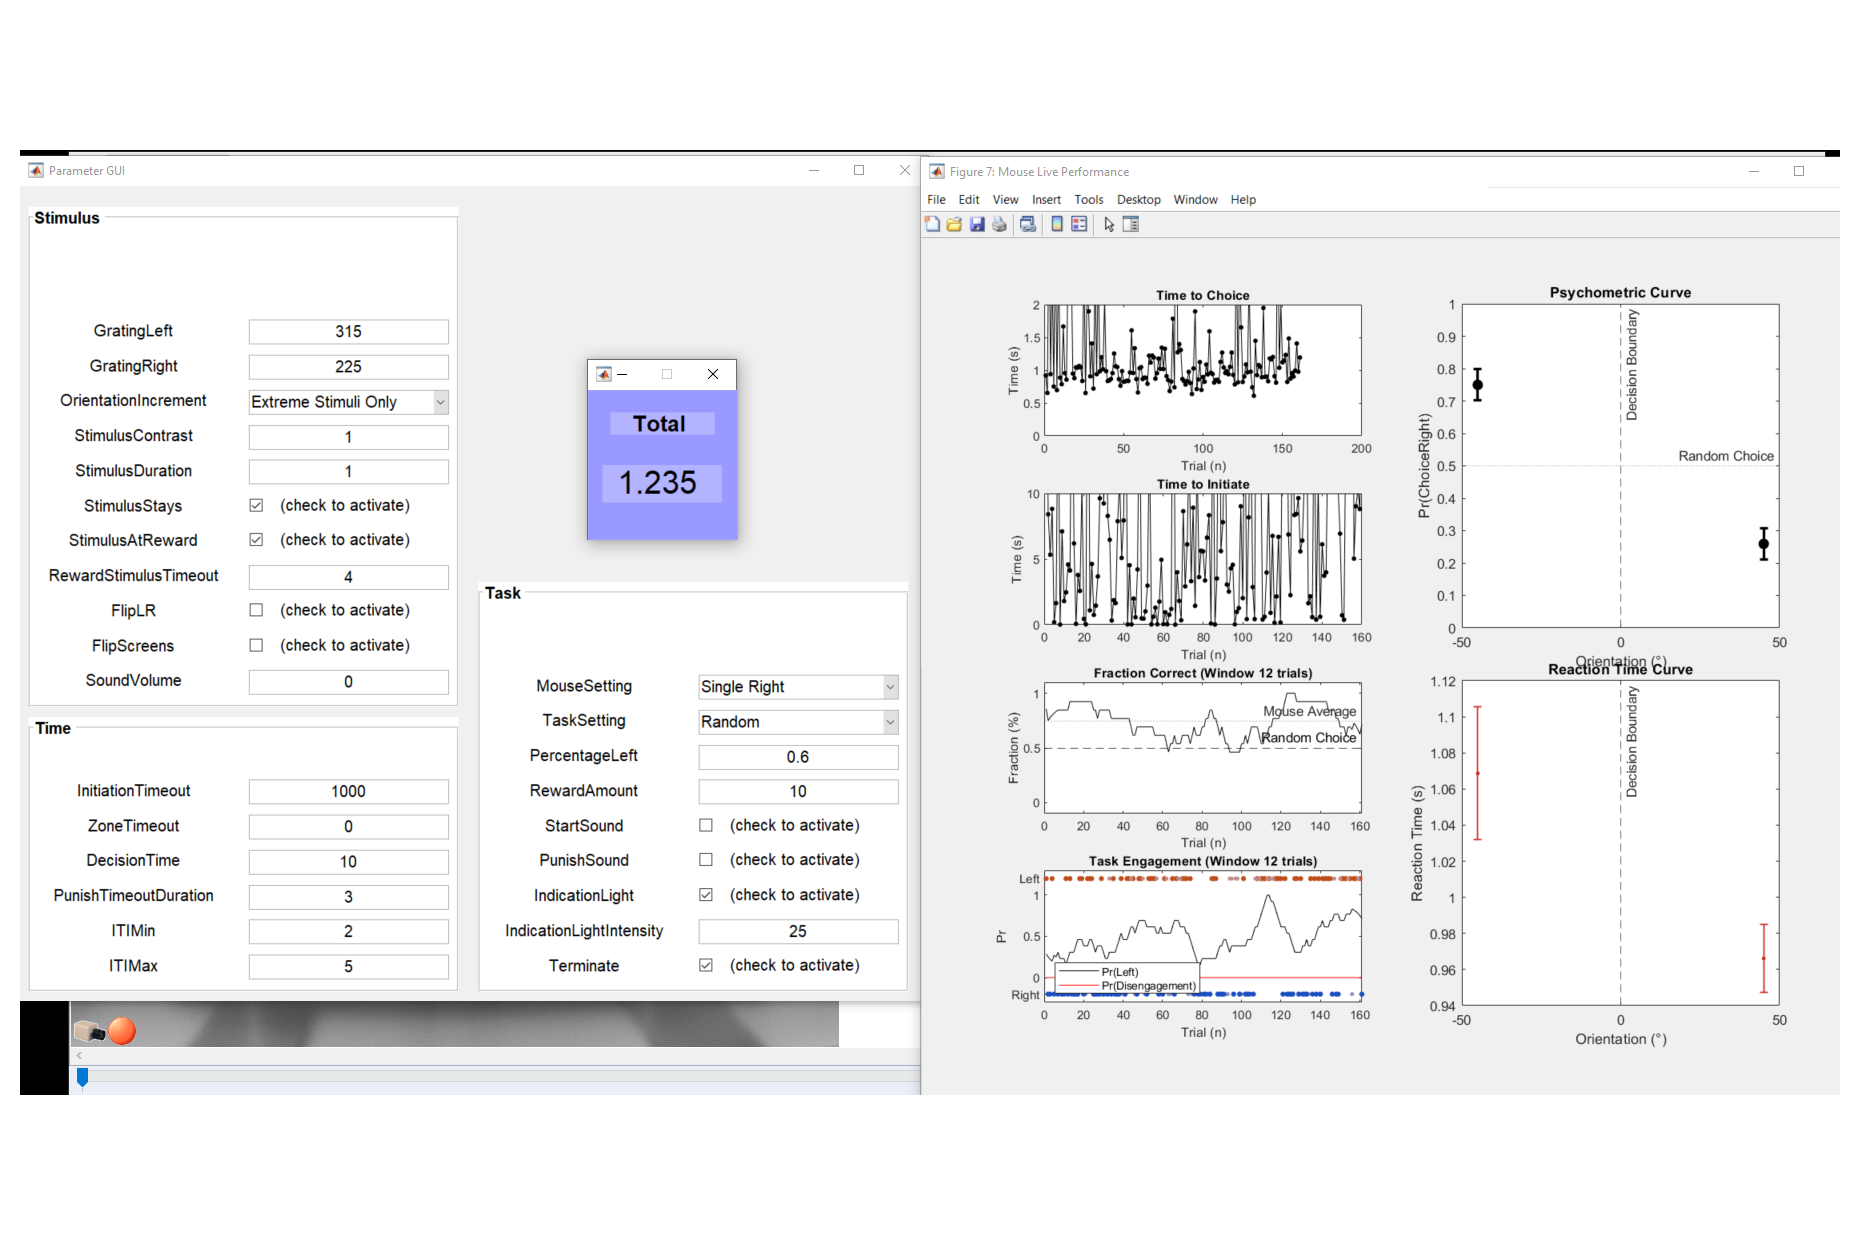 Parameter GUI
Stimulus
GratingLeft 315
GratingRight 225
OrientationIncrement Extreme Stimuli Only
StimulusContrast 1
StimulusDuration 1
StimulusStays (check to activate)
StimulusAtReward (check to activate)
RewardStimulusTimeout 4
FlipLR (check to activate)
FlipScreens (check to activate)
SoundVolume 0
Time
InitiationTimeout 1000
ZoneTimeout 0
DecisionTime 10
PunishTimeoutDuration 3
ITIMin 2
ITIMax 5
Total
1.235
Task
MouseSetting Single Right
TaskSetting Random
PercentageLeft 0.6
RewardAmount 10
StartSound (check to activate)
PunishSound (check to activate)
IndicationLight (check to activate)
IndicationLightIntensity 25
Terminate (check to activate)
Figure 7: Mouse Live Performance
File Edit View Insert Tools Desktop Window Help
Time to Choice
2
1.5
1
0.5
0
Time (s)
0 50 100 150 200
Trial (n)
Time to Initiate
10
5
0
Time (s)
0 20 40 60 80 100 120 140 160
Trial (n)
Fraction Correct (Window 12 trials)
1
0.5
0
Fraction (%)
Mouse Average
Random Choice
0 20 40 60 80 100 120 140 160
Trial (n)
Task Engagement (Window 12 trials)
Left
1
0.5
0
Right
Pr
Pr(Left)
Pr(Disengagement)
0 20 40 60 80 100 120 140 160
Trial (n)
Psychometric Curve
1
0.9
0.8
0.7
0.6
0.5
0.4
0.3
0.2
0.1
0
Pr(ChoiceRight)
Decision Boundary
Random Choice
-50 0 50
Orientation (°)
Reaction Time Curve
1.12
1.1
1.08
1.06
1.04
1.02
1
0.98
0.96
0.94
Reaction Time (s)
Decision Boundary
-50 0 50
Orientation (°)